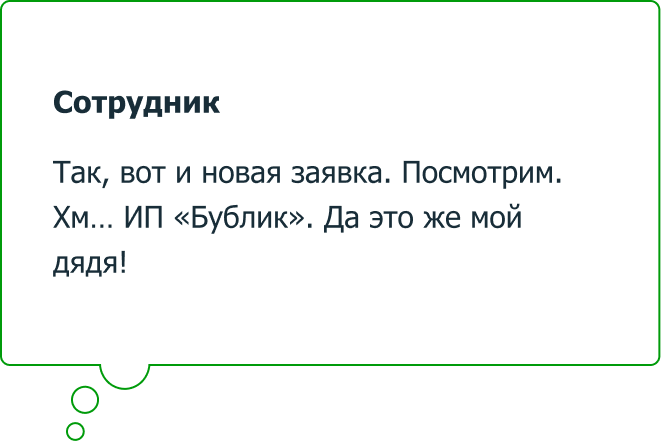 Сотрудник
Так, вот и новая заявка. Посмотрим.
Хм… ИП «Бублик». Да это же мой
дядя!